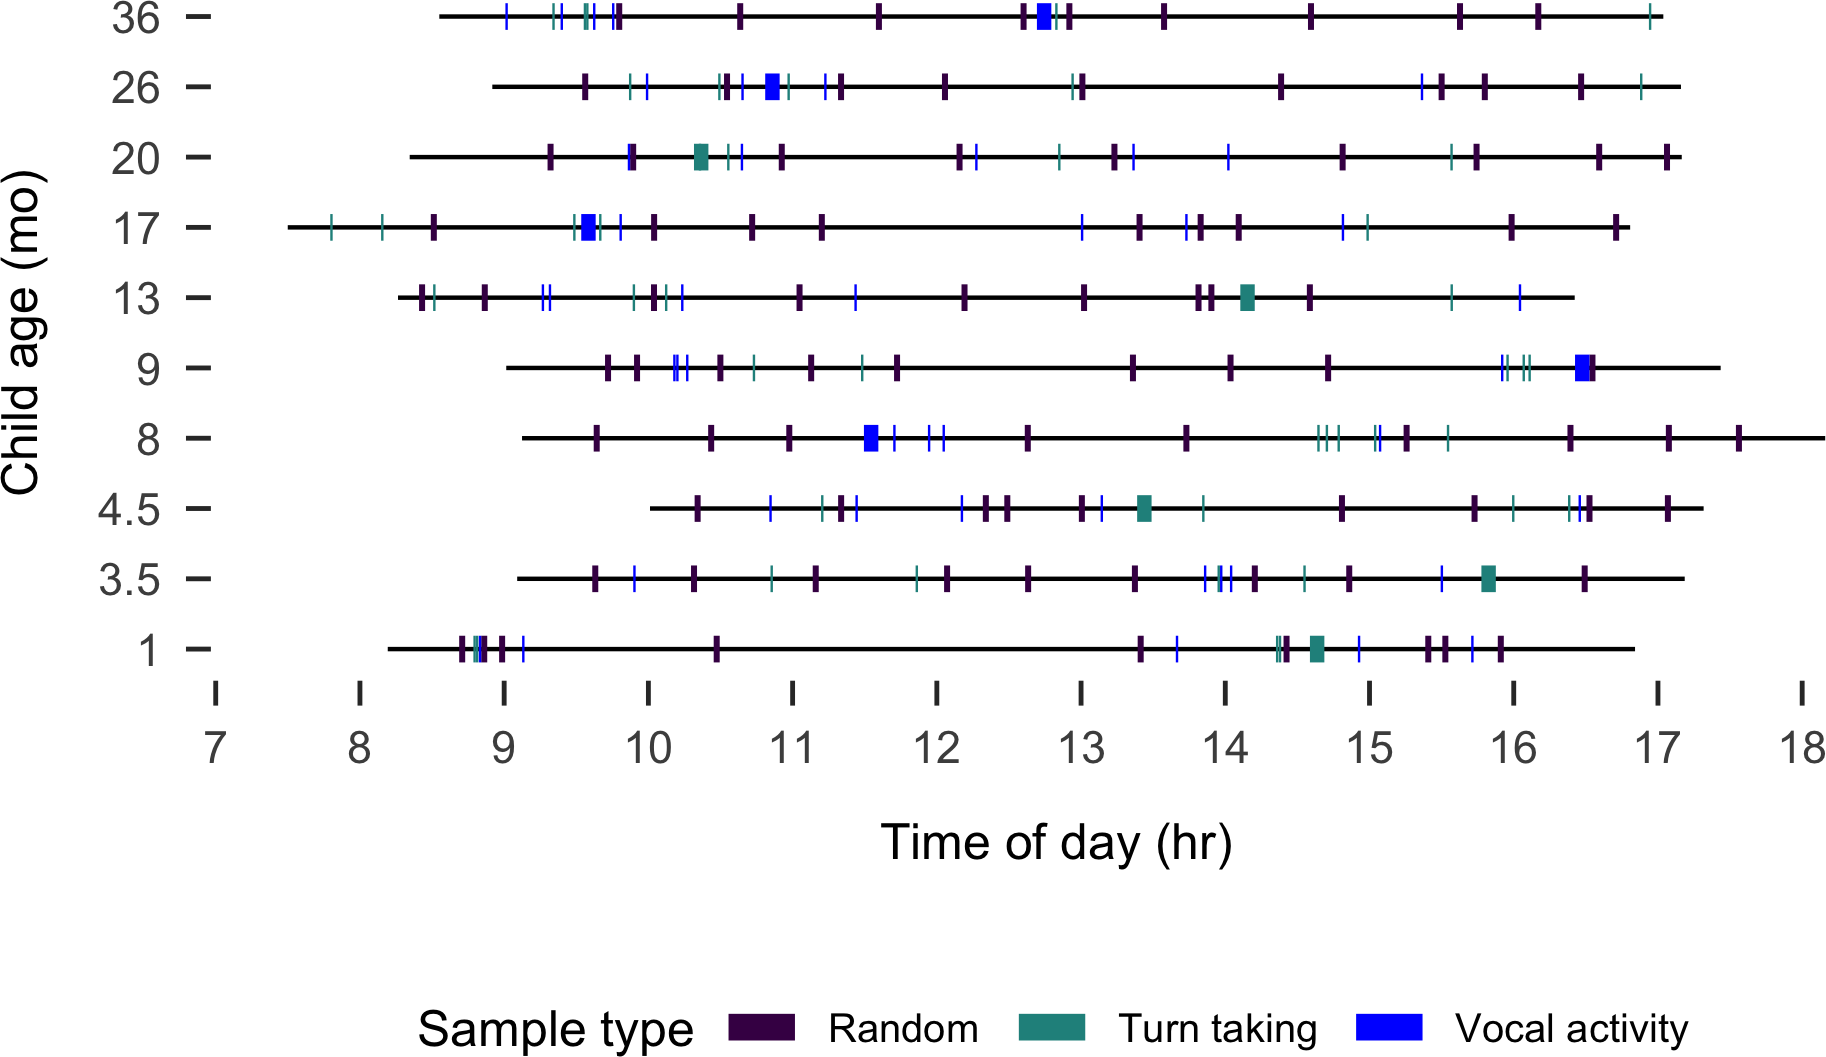 Child age (mo)
36
26
20
17
13
9
8
4.5
3.5
1
7 8 9 10 11 12 13 14 15 16 17 18
Time of day (hr)
Sample type Random Turn taking Vocal activity